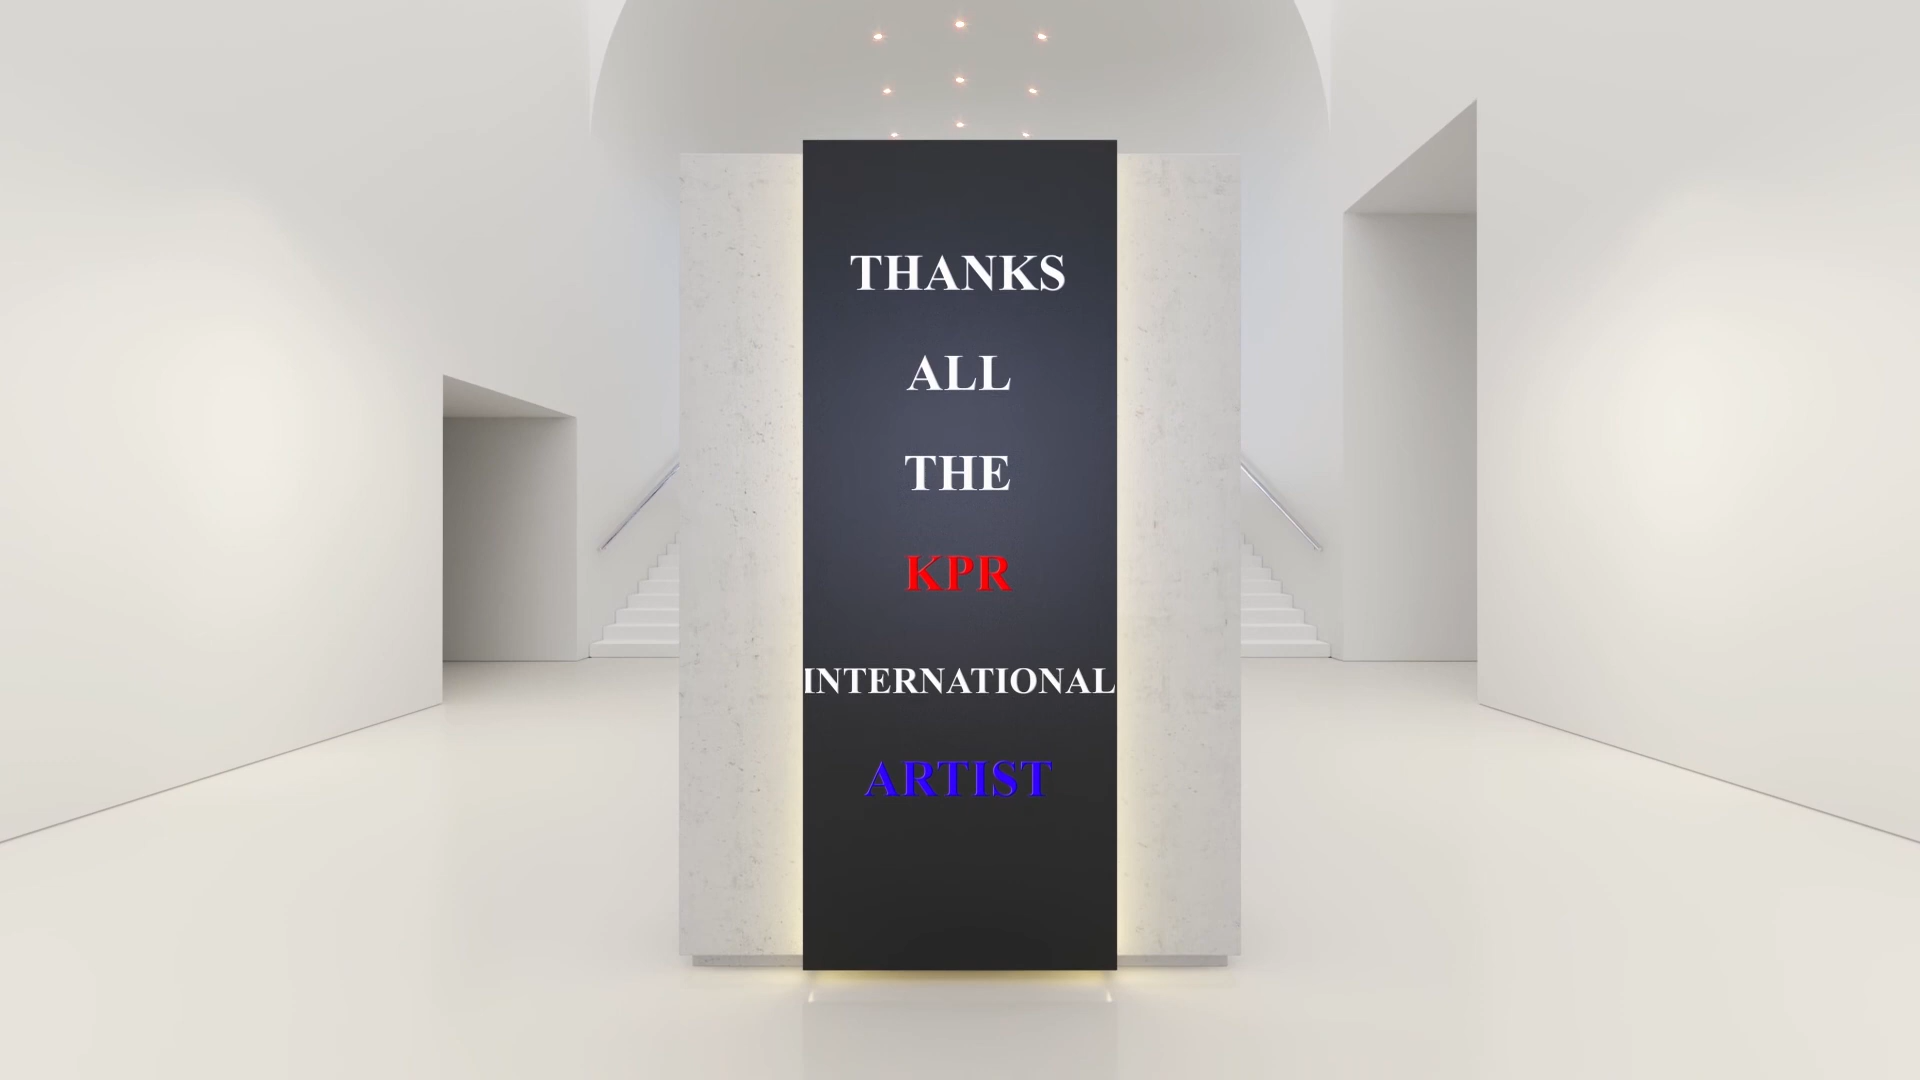 THANKS
ALL
THE
KPR
INTERNATIONAL
ARTIST